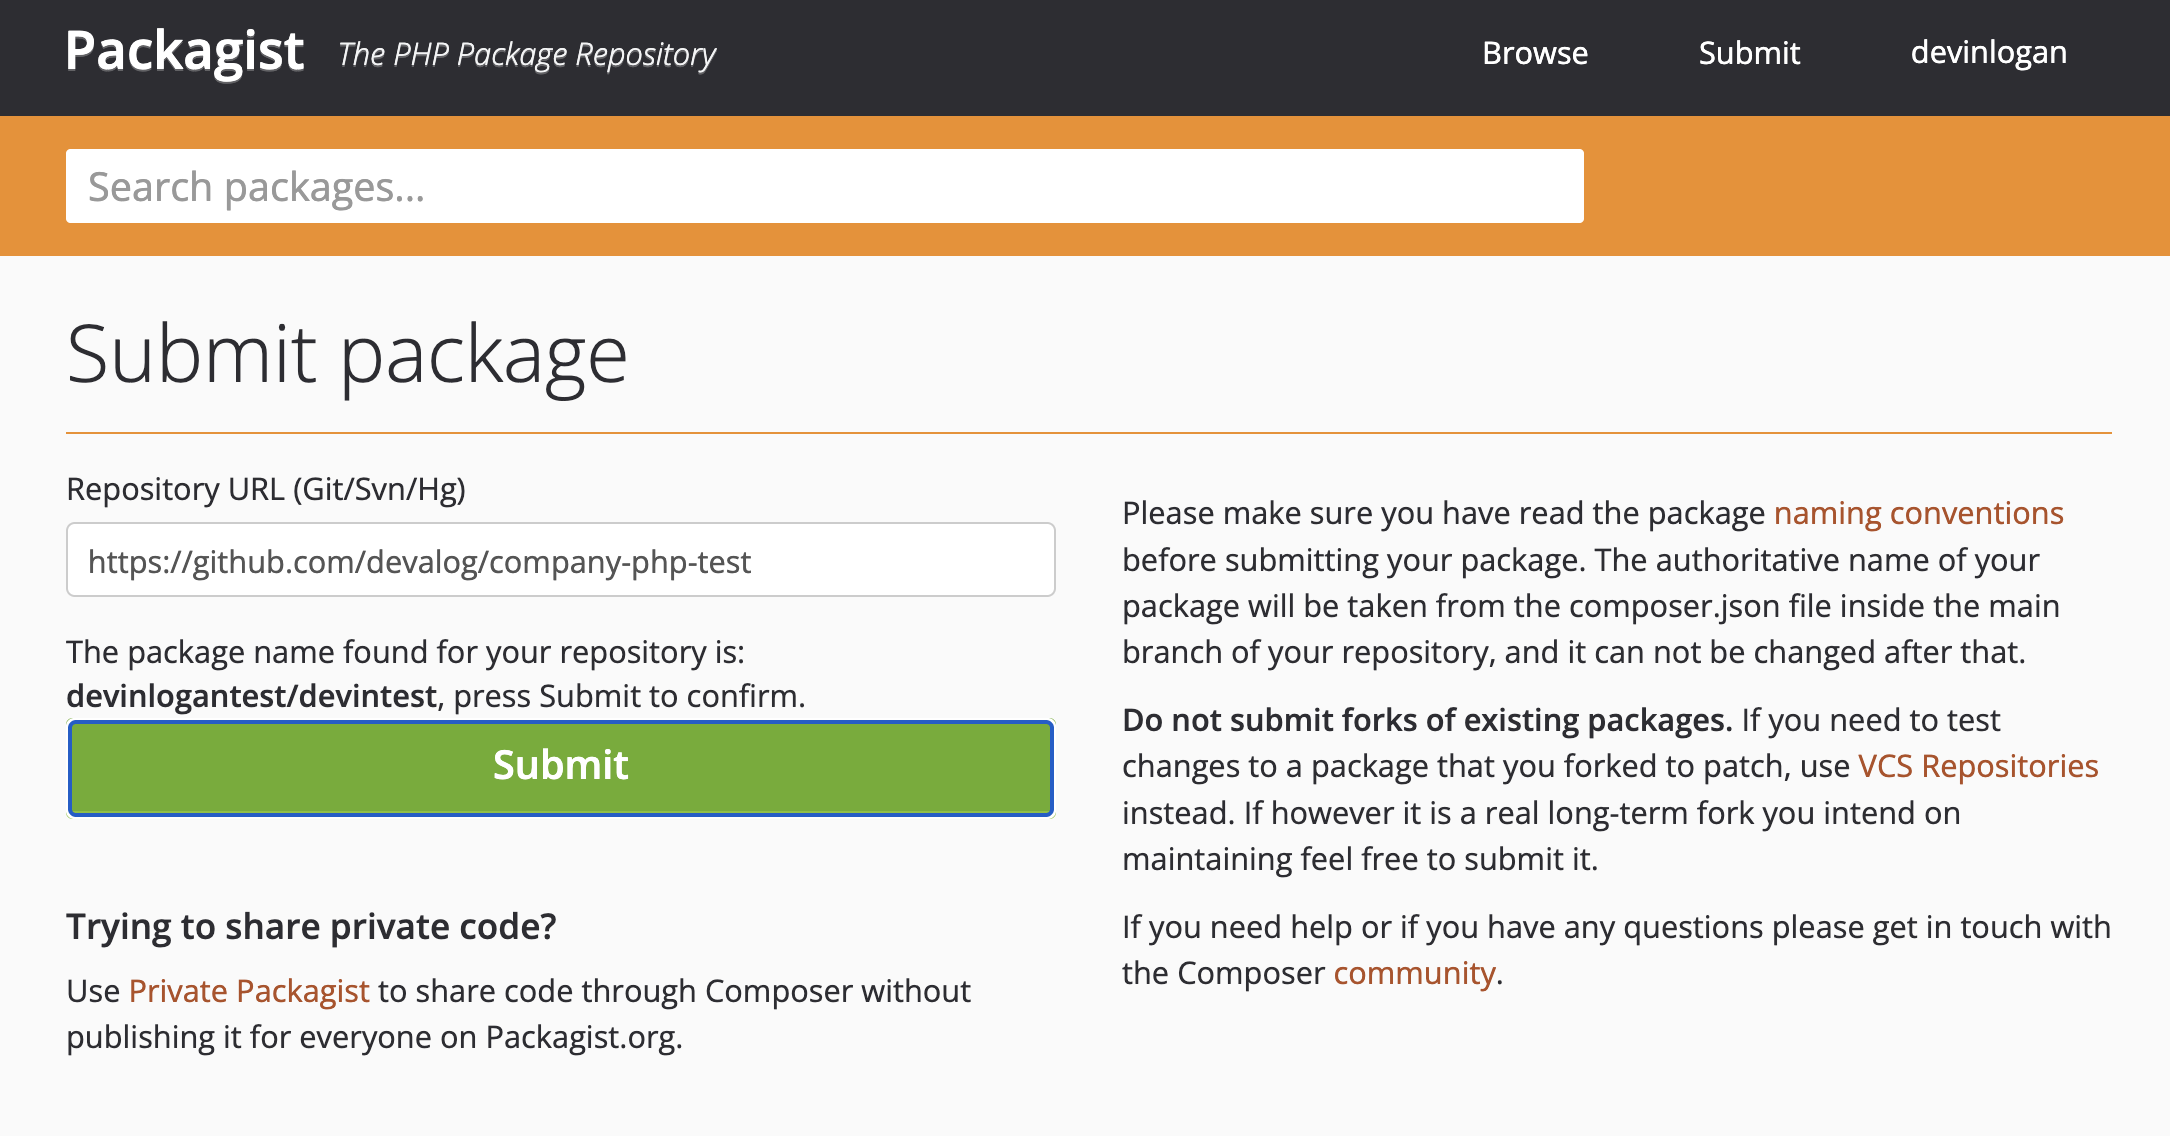 Packagist The PHP Package Repository Browse Submit devinlogan
Search packages...
Submit package
Repository URL (Git/Svn/Hg)
https://github.com/devalog/company-php-test
The package name found for your repository is:
devinlogantest/devintest, press Submit to confirm.
Submit
Trying to share private code?
Use Private Packagist to share code through Composer without
publishing it for everyone on Packagist.org.
Please make sure you have read the package naming conventions
before submitting your package. The authoritative name of your
package will be taken from the composer.json file inside the main
branch of your repository, and it can not be changed after that.
Do not submit forks of existing packages. If you need to test
changes to a package that you forked to patch, use VCS Repositories
instead. If however it is a real long-term fork you intend on
maintaining feel free to submit it.
If you need help or if you have any questions please get in touch with
the Composer community.